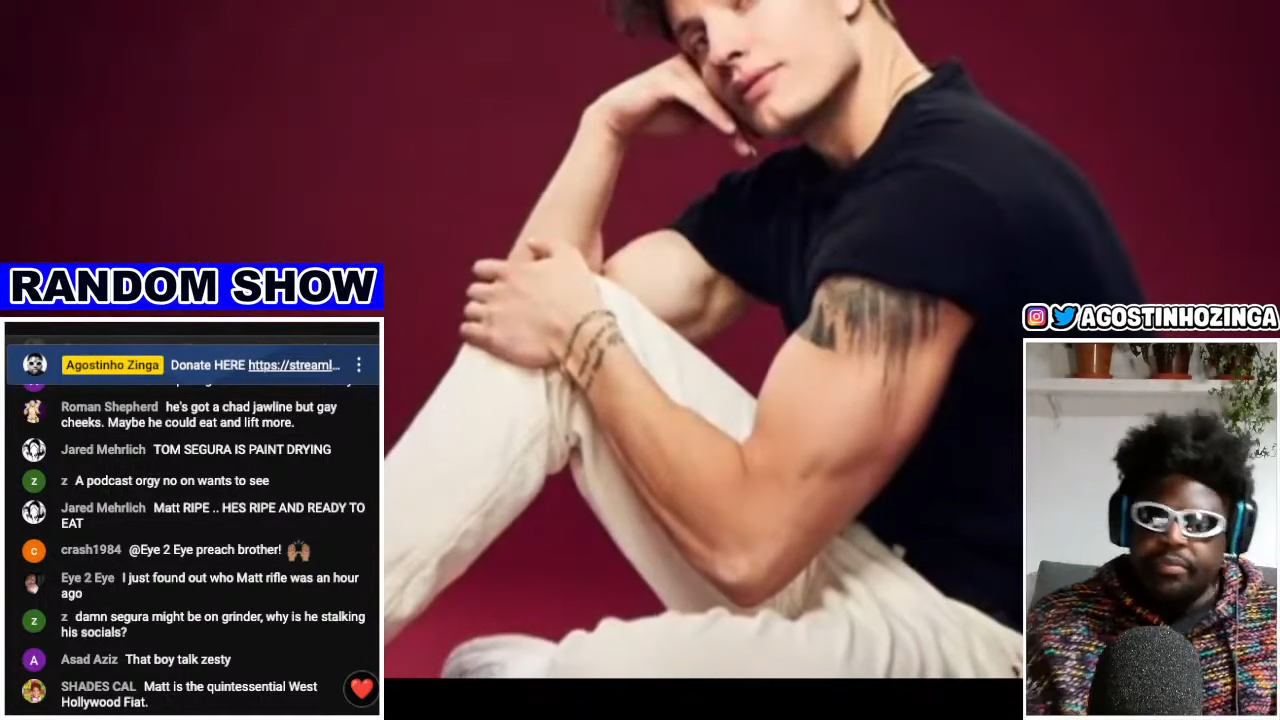 RANDOM SHOW
AGOSTINHOZINGA
Agostinho Zinga Donate HERE https://streaml...
Roman Shepherd he's got a chad jawline but gay
cheeks. Maybe he could eat and lift more.
Jared Mehrlich TOM SEGURA IS PAINT DRYING
z A podcast orgy no on wants to see
Jared Mehrlich Matt RIPE .. HES RIPE AND READY TO
EAT
crash1984 @Eye 2 Eye preach brother!
Eye 2 Eye I just found out who Matt rifle was an hour
ago
z damn segura might be on grinder, why is he stalking
his socials?
Asad Aziz That boy talk zesty
SHADES CAL Matt is the quintessential West
Hollywood Fiat.